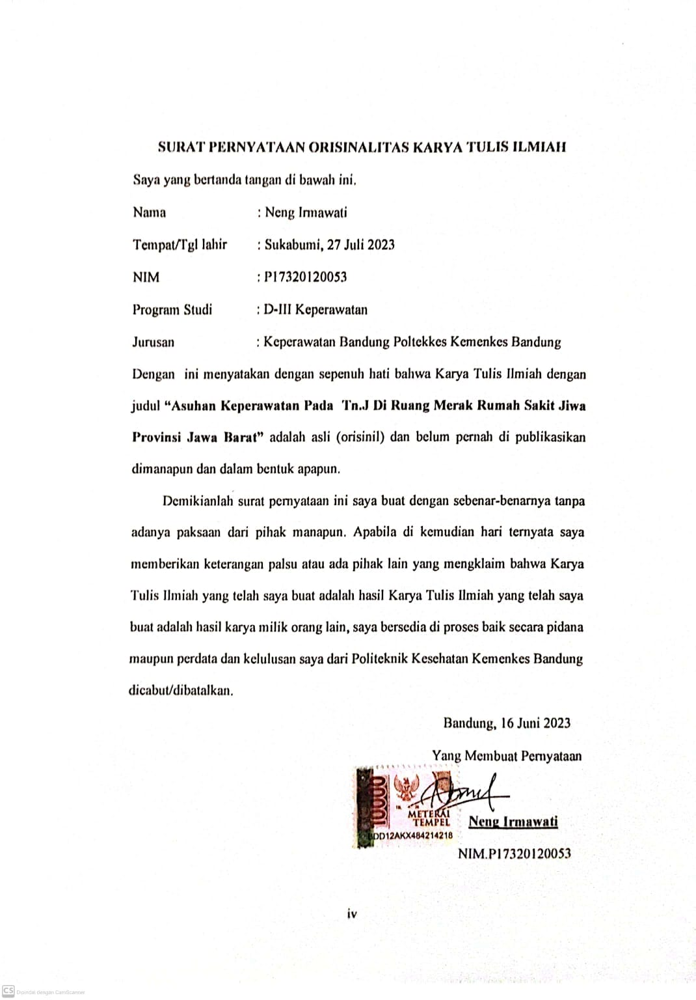 SURAT PERNYATAAN ORISINALITAS KARYA TULIS ILMIAH
Saya yang bertanda tangan di bawah ini.
Nama : Neng Irmawati
Tempat/Tgl lahir : Sukabumi, 27 Juli 2023
NIM : P17320120053
Program Studi : D-III Keperawatan
Jurusan : Keperawatan Bandung Poltekkes Kemenkes Bandung
Dengan ini menyatakan dengan sepenuh hati bahwa Karya Tulis Ilmiah dengan
judul “Asuhan Keperawatan Pada Tn.J Di Ruang Merak Rumah Sakit Jiwa
Provinsi Jawa Barat” adalah asli (orisinil) dan belum pernah di publikasikan
dimanapun dan dalam bentuk apapun.
Demikianlah surat pernyataan ini saya buat dengan sebenar-benarnya tanpa
adanya paksaan dari pihak manapun. Apabila di kemudian hari ternyata saya
memberikan keterangan palsu atau ada pihak lain yang mengklaim bahwa Karya
Tulis Ilmiah yang telah saya buat adalah hasil Karya Tulis Ilmiah yang telah saya
buat adalah hasil karya milik orang lain, saya bersedia di proses baik secara pidana
maupun perdata dan kelulusan saya dari Politeknik Kesehatan Kemenkes Bandung
dicabut/dibatalkan.
Bandung, 16 Juni 2023
Yang Membuat Pernyataan
10000
METERAI
TEMPEL
DD12AKX484214218
Neng Irmawati
NIM.P17320120053
iv
CS Dipindai dengan CamScanner